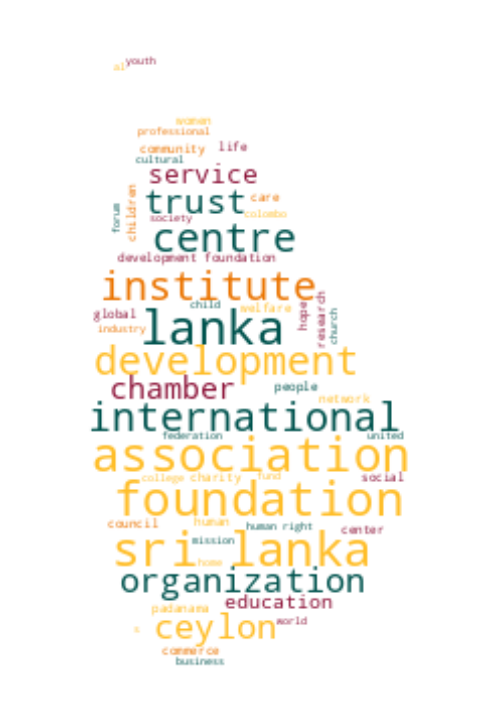 youth
al
women
professional
community life
cultural
service
trust care
children
forum
society colombo
centre
development foundation
institute
child welfare
hope
research
global
church
industry
lanka
development
chamber people
network
international
federation united
association
college charity fund social
foundation
council human human right center
sri lanka
mission
home
organization
education
padanama
world
s ceylon
commerce
business